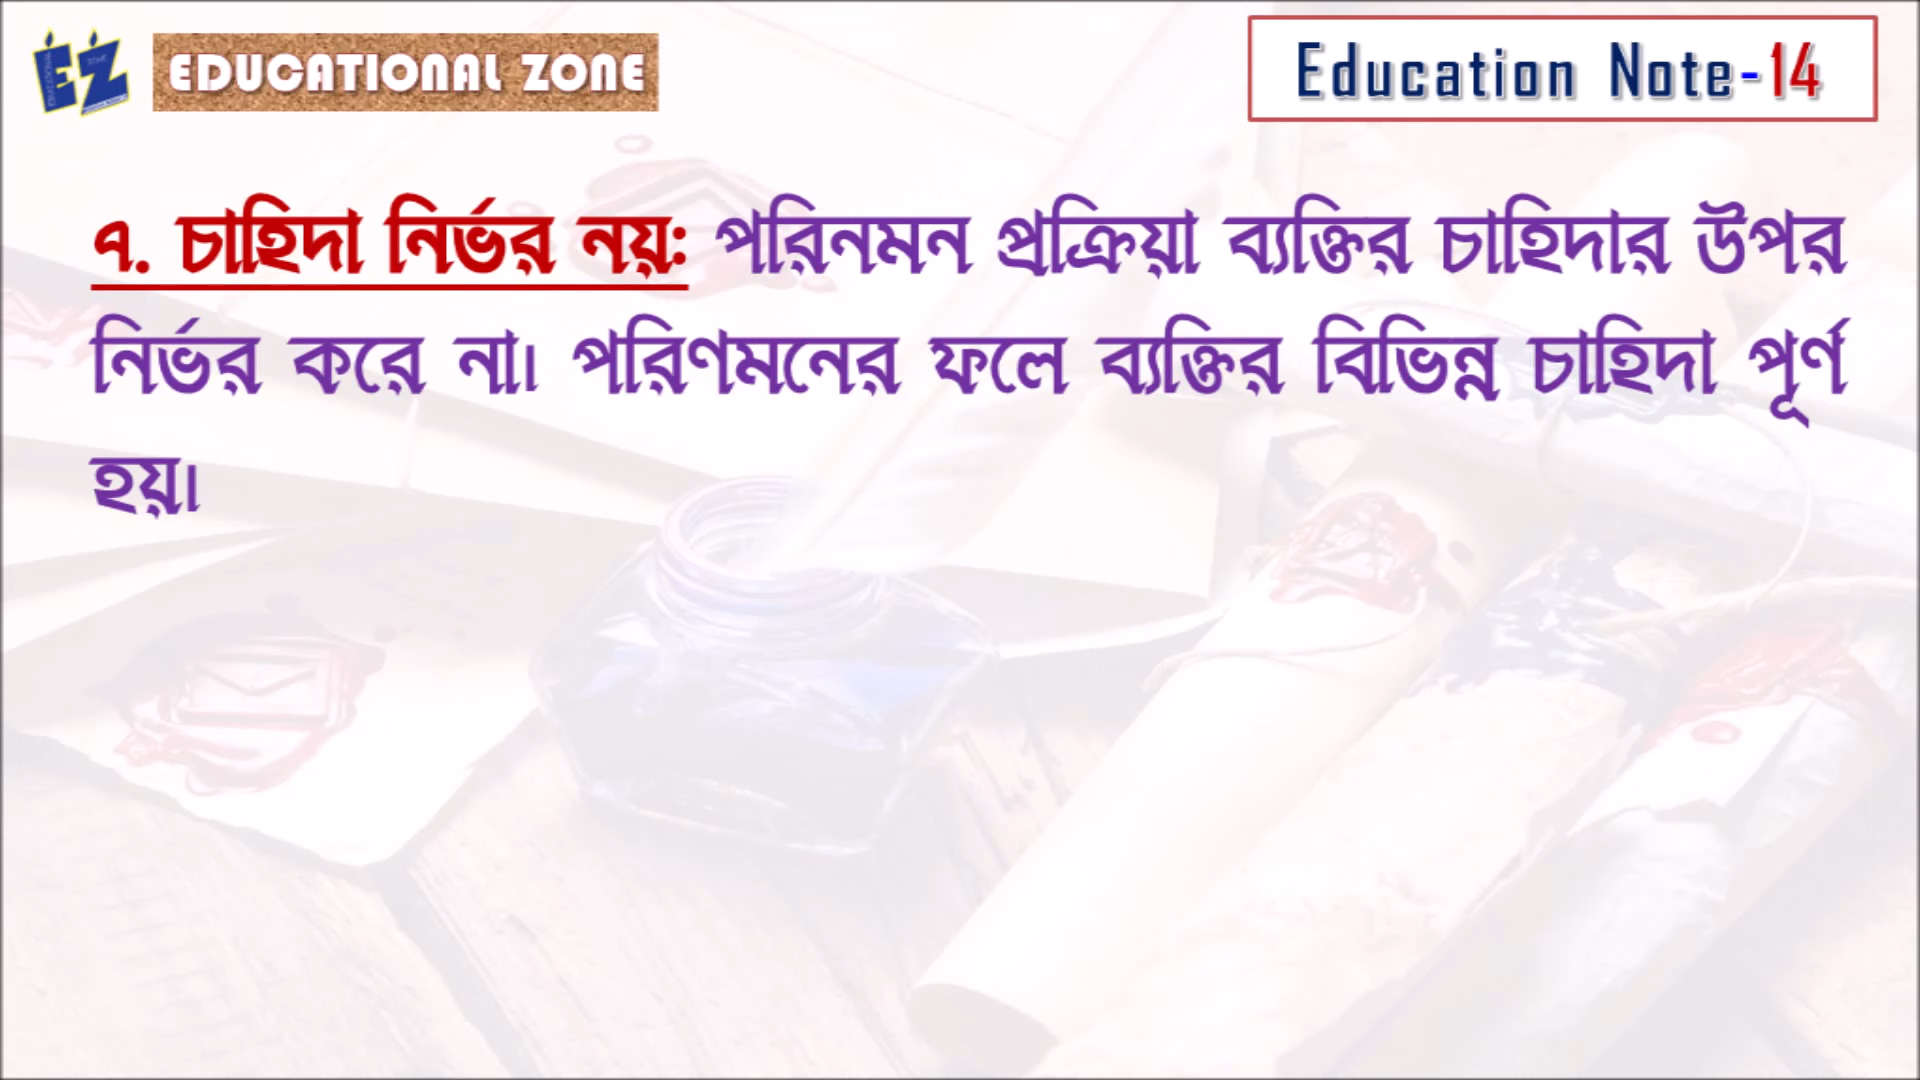 EZ EDUCATIONAL ZONE
Education Note-14
৭. চাহিদা নির্ভর নয়ঃ পরিনমন প্রক্রিয়া ব্যক্তির চাহিদার উপর
নির্ভর করে না। পরিণমনের ফলে ব্যক্তির বিভিন্ন চাহিদা পূর্ণ
হয়।